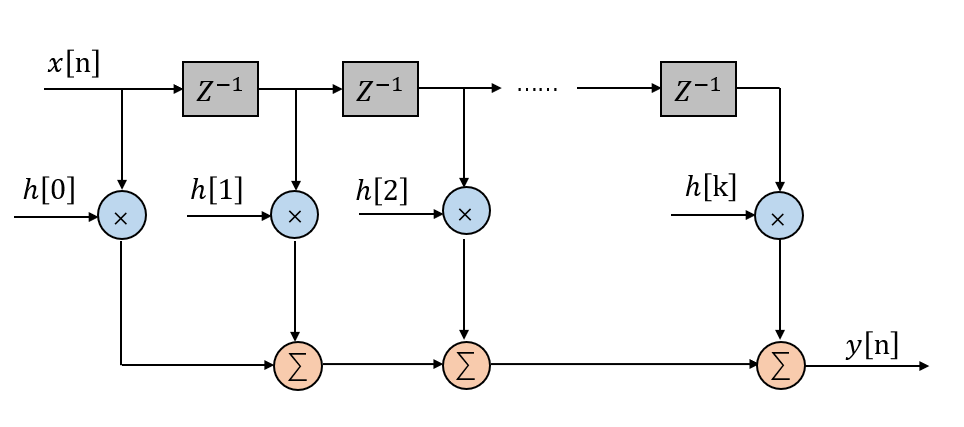 x[n]
Z⁻¹ Z⁻¹ ...... Z⁻¹
h[0] h[1] h[2] h[k]
× × × ×
∑ ∑ ∑ y[n]